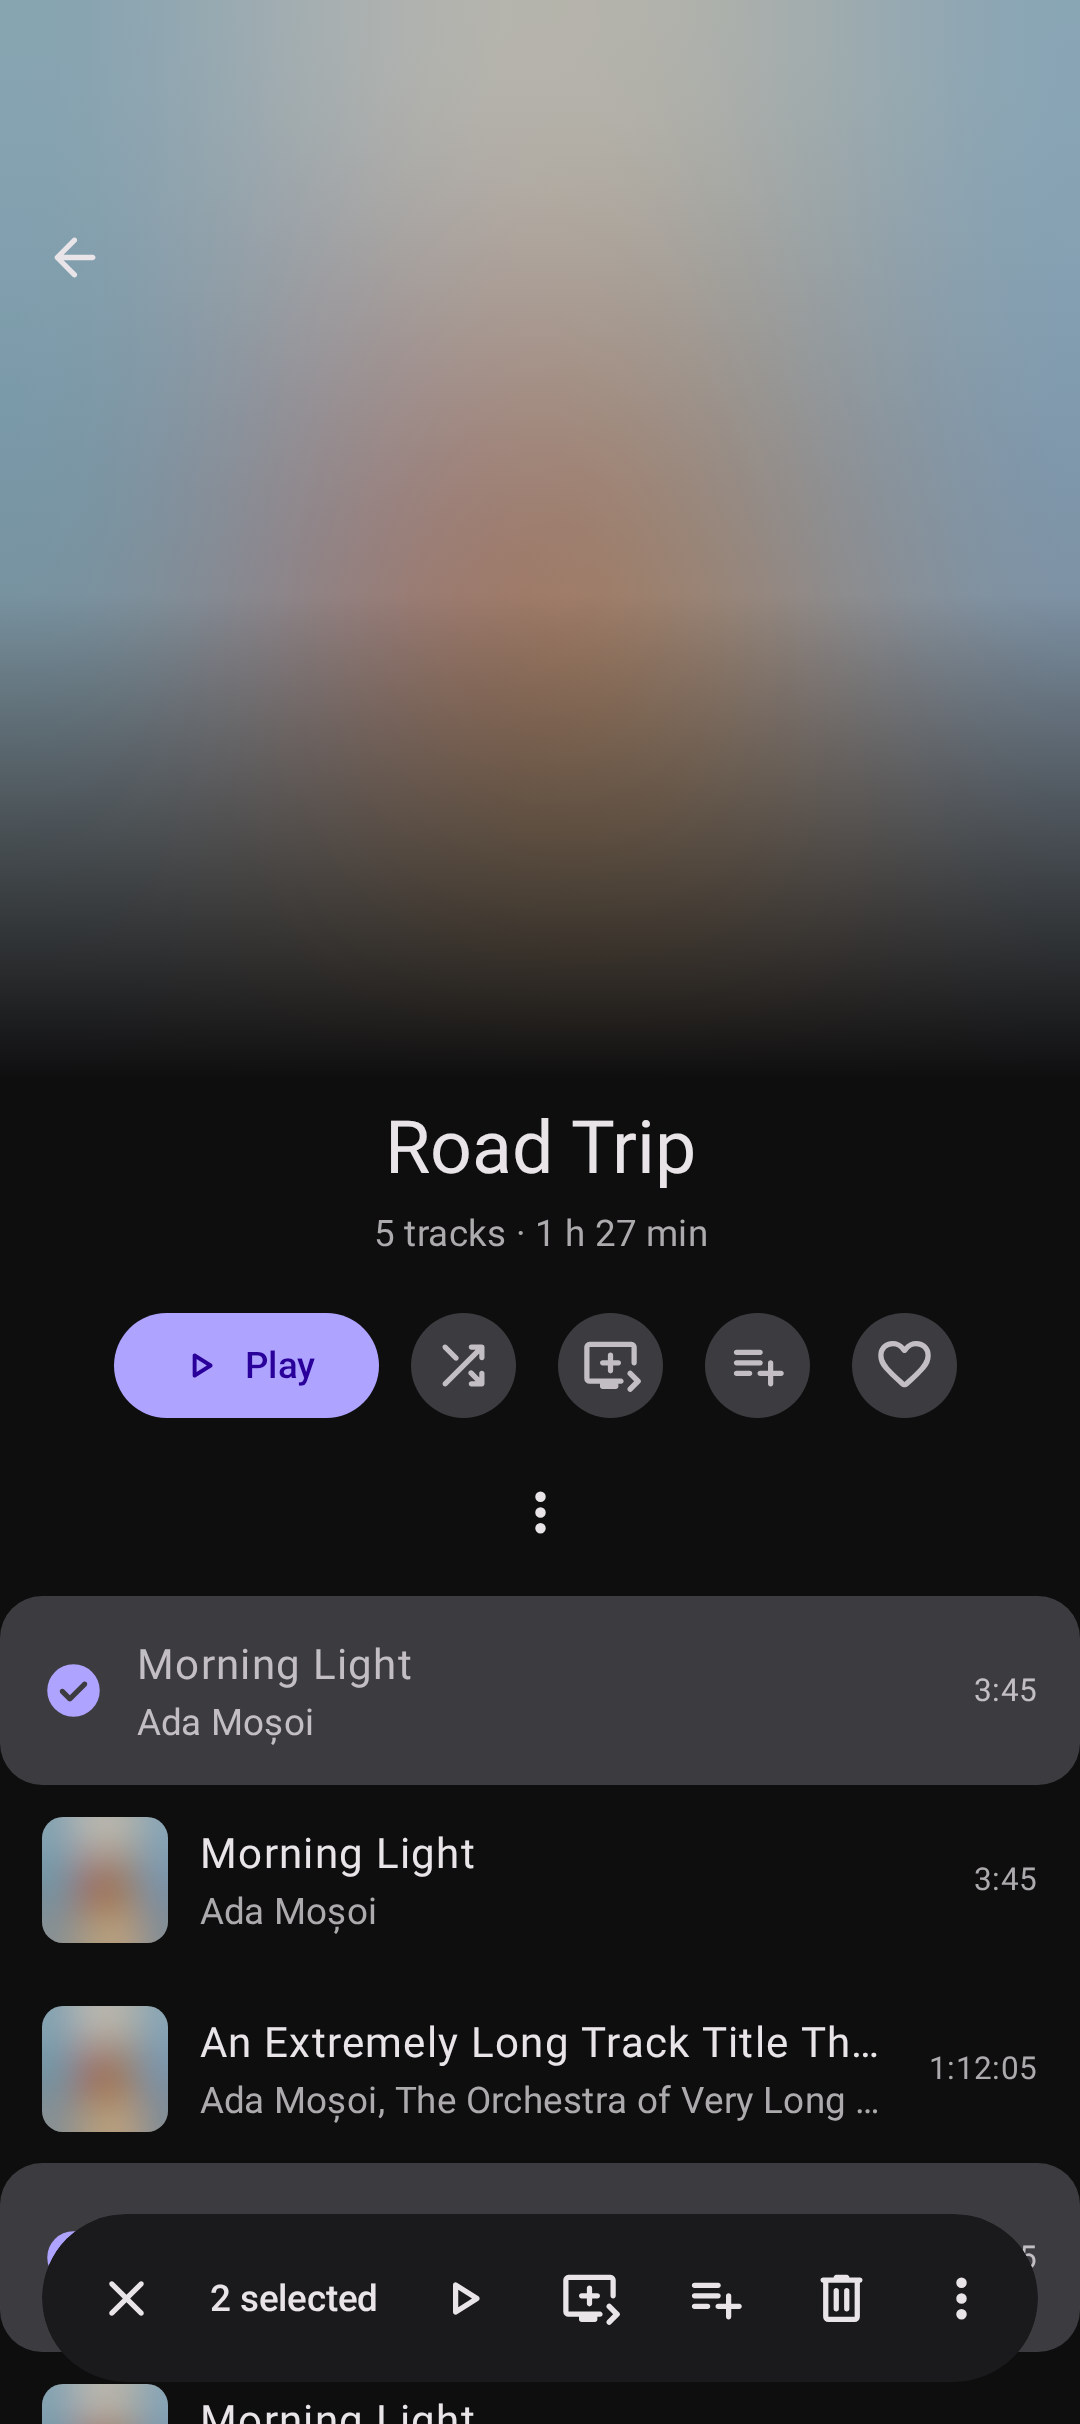 Road Trip
5 tracks · 1 h 27 min
Play
Morning Light
3:45
Ada Moșoi
Morning Light
3:45
Ada Moșoi
An Extremely Long Track Title Th…
1:12:05
Ada Moșoi, The Orchestra of Very Long …
2 selected
Morning Light